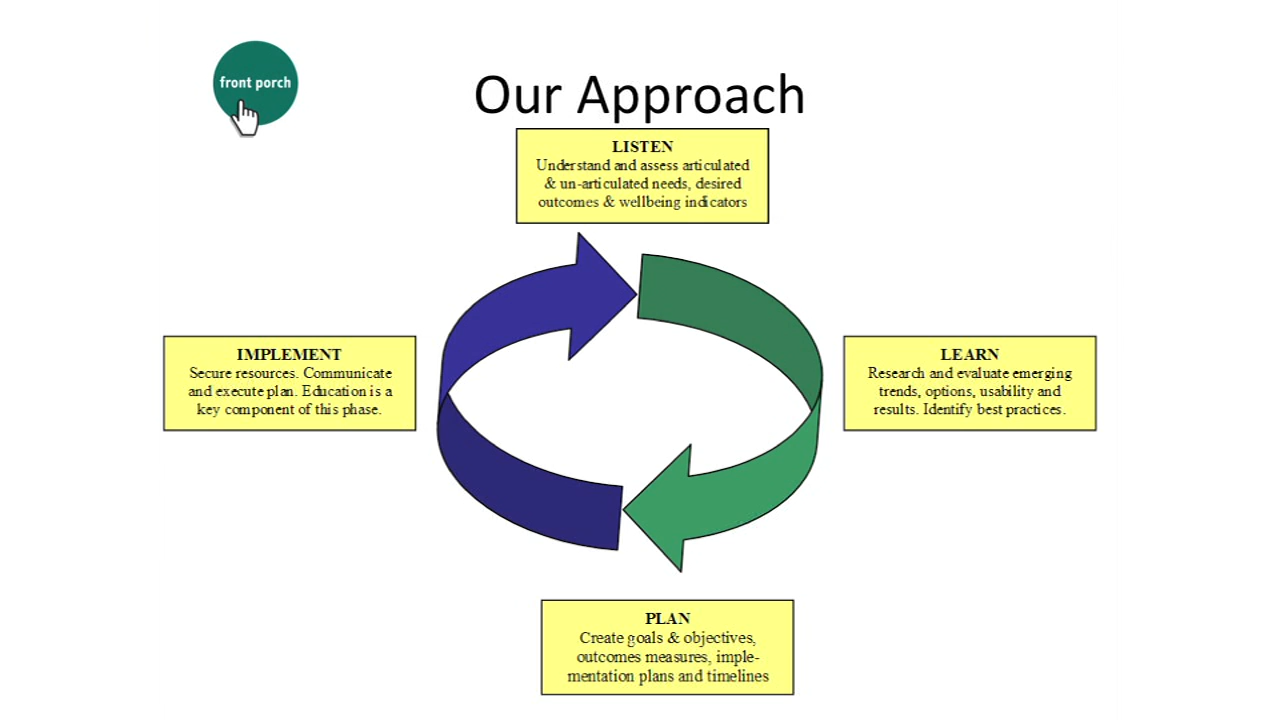 front porch
Our Approach
LISTEN
Understand and assess articulated
& un-articulated needs, desired
outcomes & wellbeing indicators
IMPLEMENT
Secure resources. Communicate
and execute plan. Education is a
key component of this phase.
LEARN
Research and evaluate emerging
trends, options, usability and
results. Identify best practices.
PLAN
Create goals & objectives,
outcomes measures, imple-
mentation plans and timelines